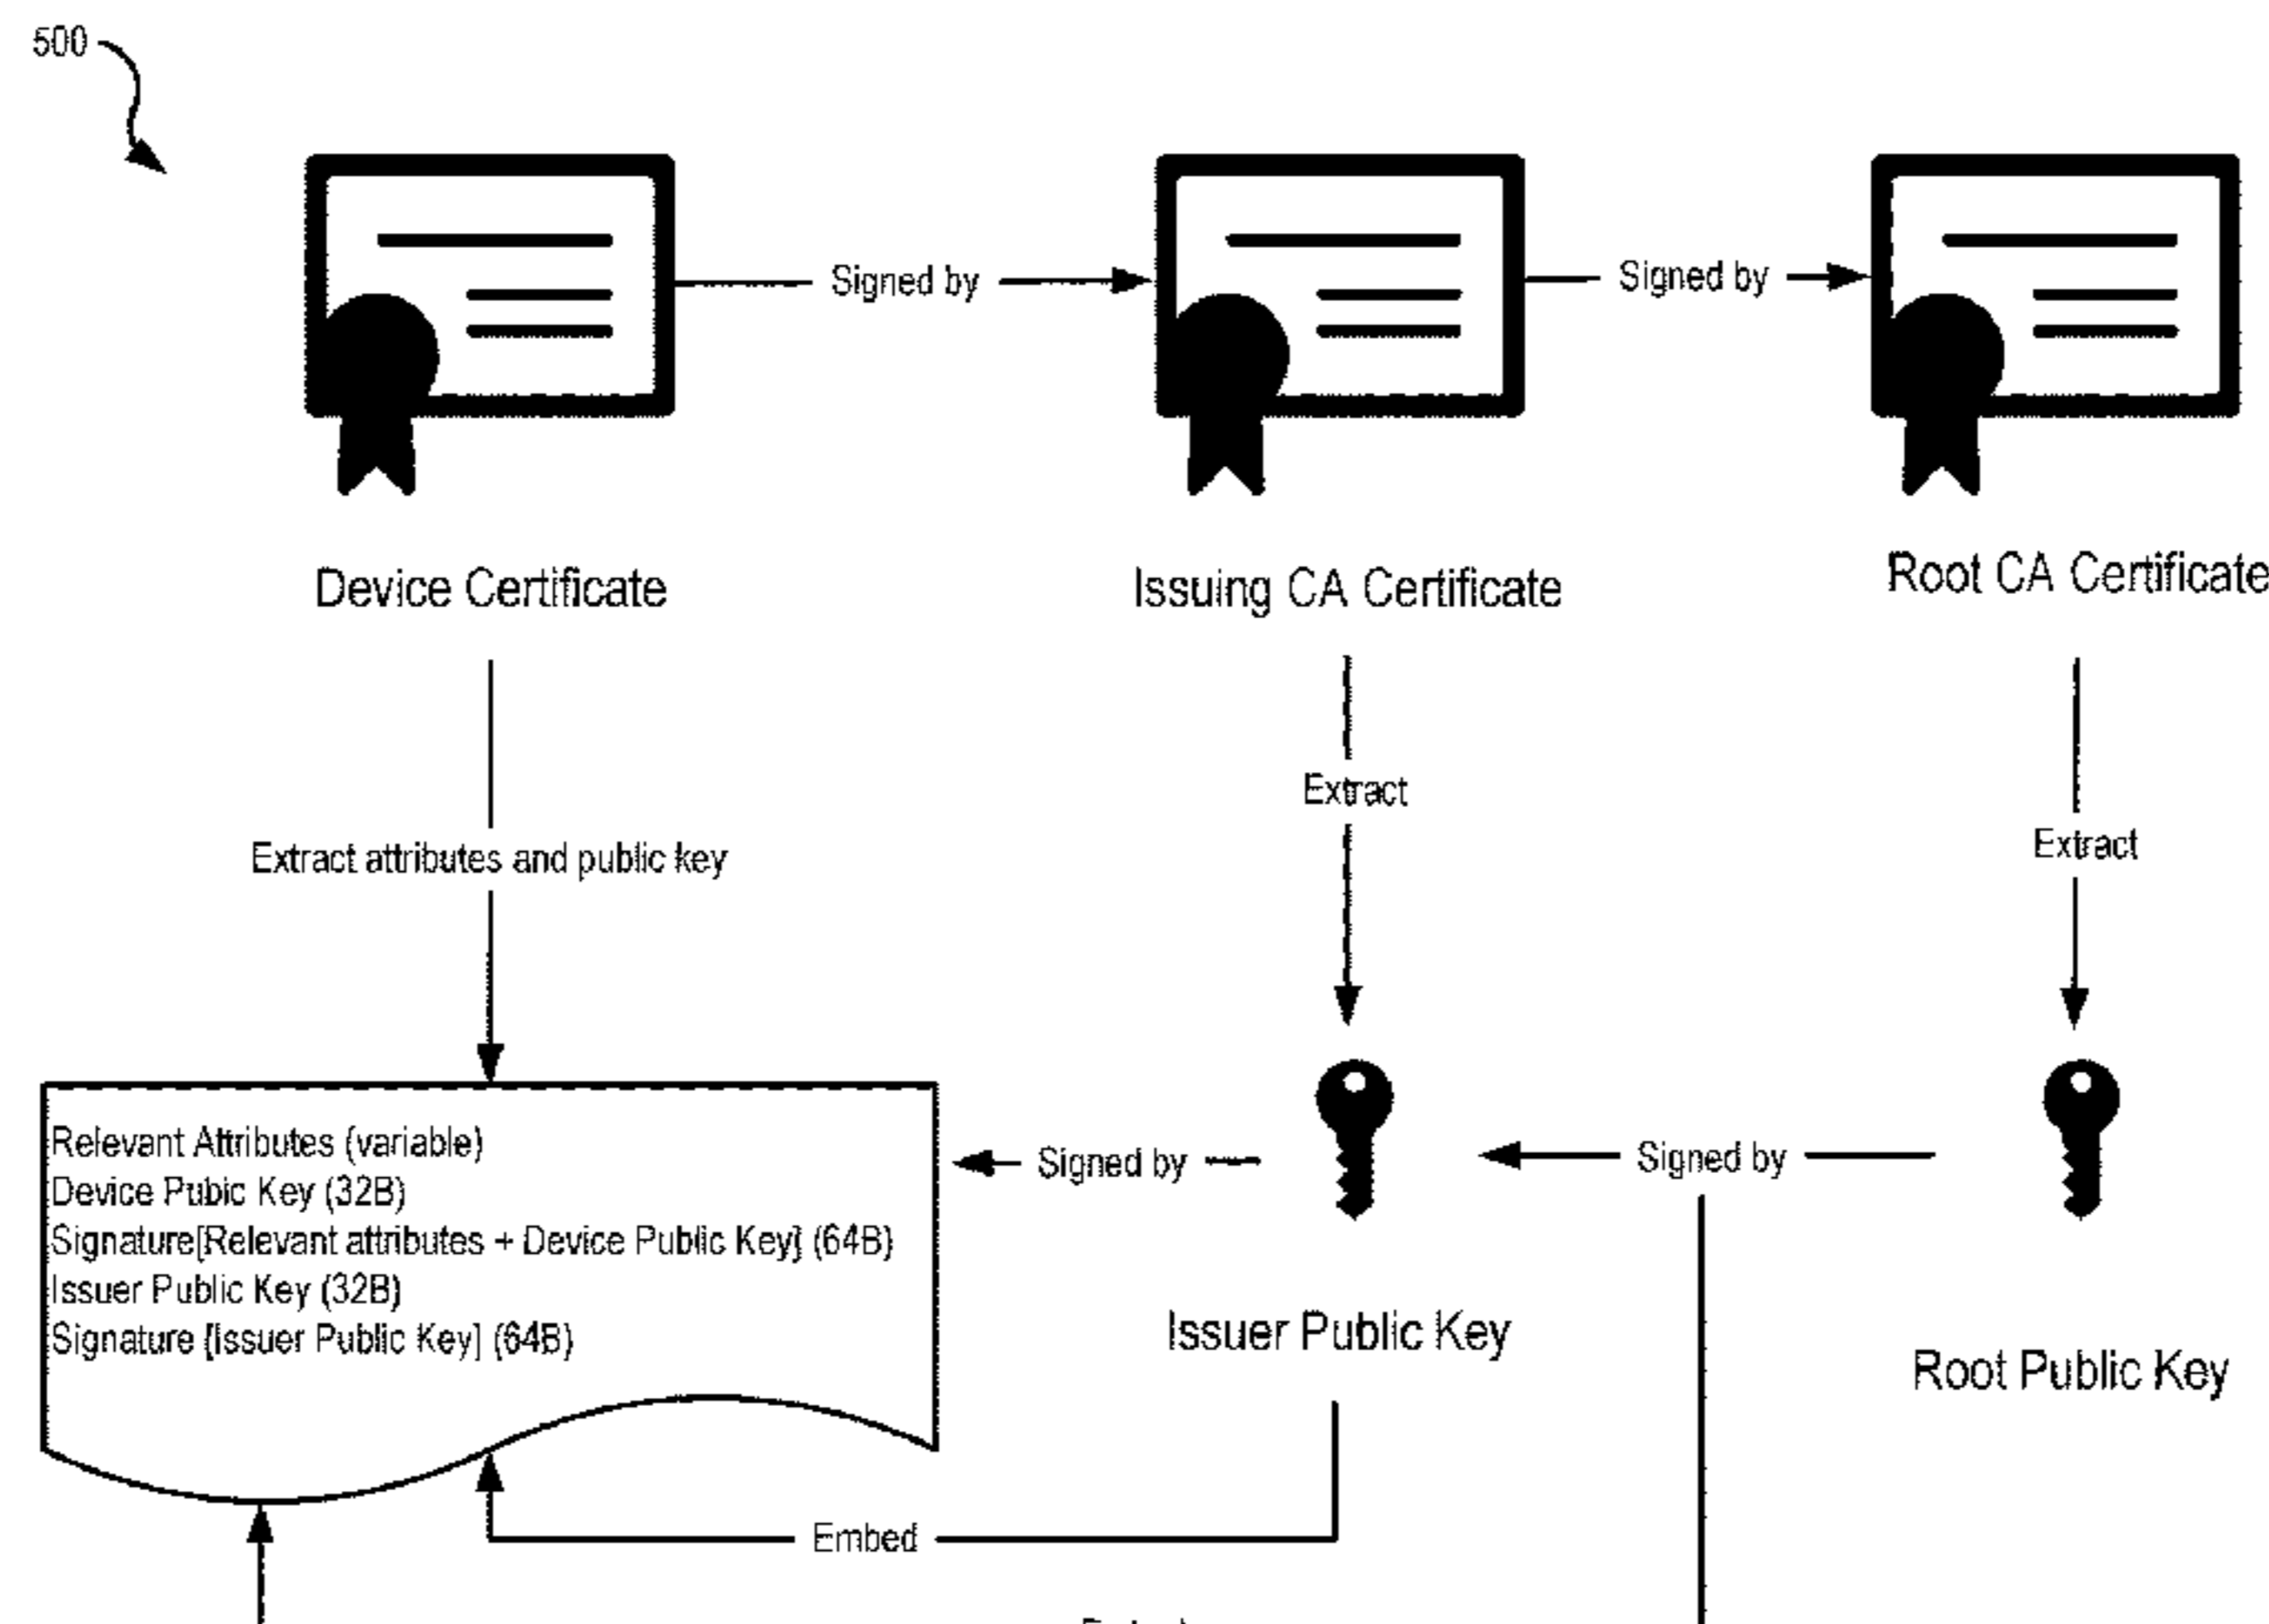 500
Signed by
Signed by
Device Certificate
Issuing CA Certificate
Root CA Certificate
Extract
Extract
Extract attributes and public key
Relevant Attributes (variable)
Device Pubic Key (32B)
Signature[Relevant attributes + Device Public Key] (64B)
Issuer Public Key (32B)
Signature [Issuer Public Key] (64B)
Signed by
Signed by
Issuer Public Key
Root Public Key
Embed